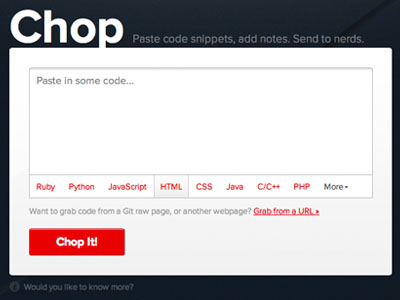 Chop Paste code snippets, add notes. Send to nerds.
Paste in some code...
Ruby Python JavaScript HTML CSS Java C/C++ PHP More
Want to grab code from a Git raw page, or another webpage? Grab from a URL »
Chop It!
Would you like to know more?